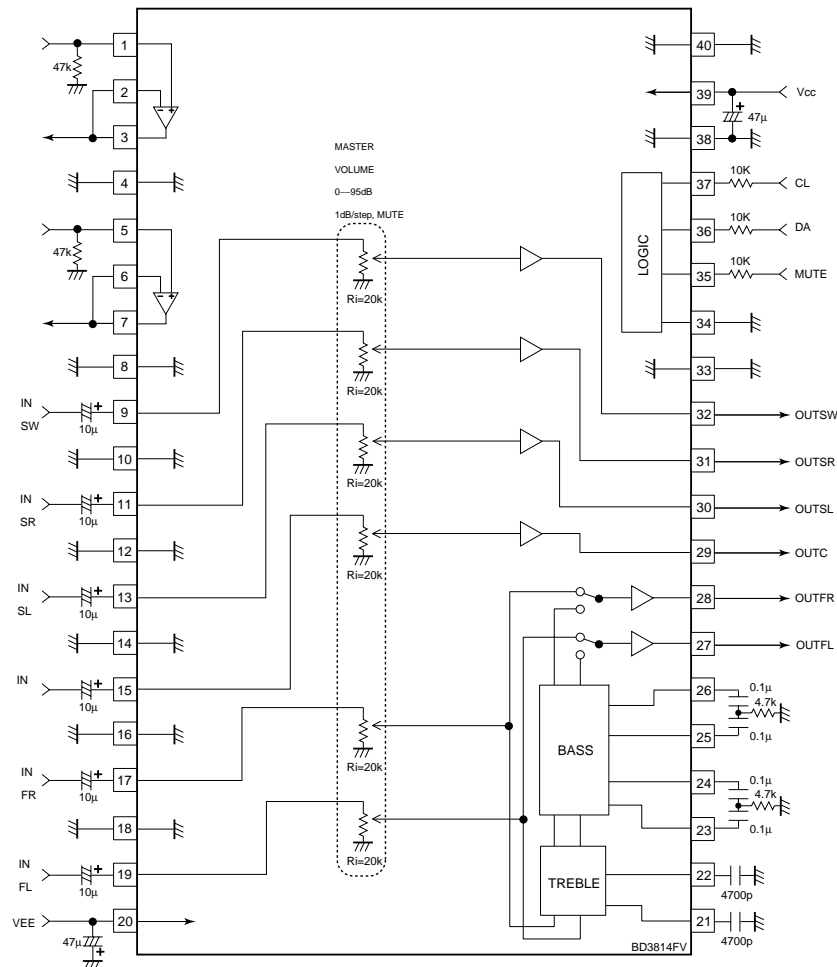 1
40
47k
2
39
Vcc
3
38
47µ
MASTER
VOLUME
0—95dB
1dB/step, MUTE
4
37
10K
CL
5
36
10K
DA
47k
6
35
10K
MUTE
LOGIC
7
34
Ri=20k
8
33
Ri=20k
IN
SW
10µ
9
32
OUTSW
10
31
OUTSR
Ri=20k
IN
SR
10µ
11
30
OUTSL
12
29
OUTC
Ri=20k
IN
SL
10µ
13
28
OUTFR
14
27
OUTFL
IN
10µ
15
26
0.1µ
4.7k
16
25
0.1µ
BASS
Ri=20k
IN
FR
10µ
17
24
0.1µ
4.7k
18
23
0.1µ
Ri=20k
IN
FL
10µ
19
22
4700p
TREBLE
VEE
47µ
20
21
4700p
BD3814FV